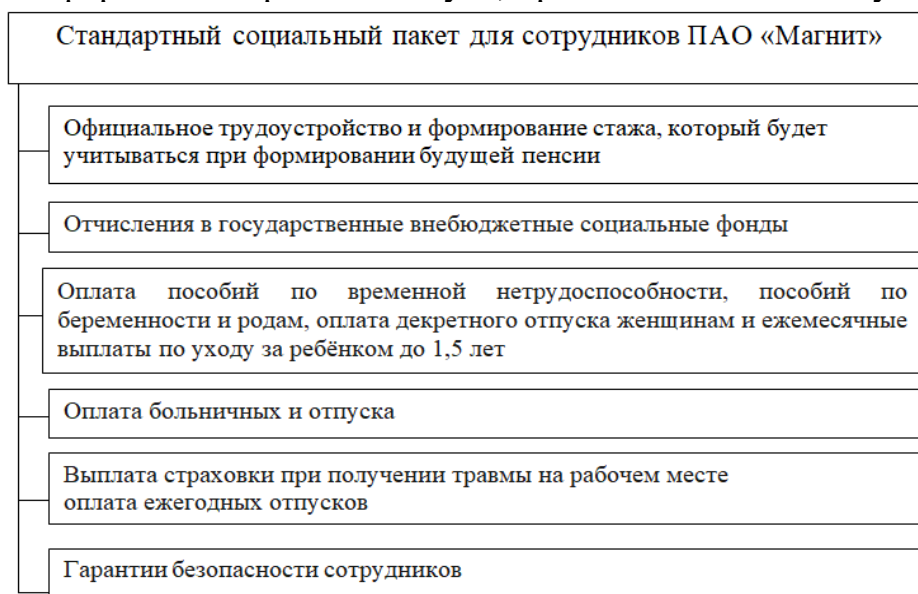 Стандартный социальный пакет для сотрудников ПАО «Магнит»
Официальное трудоустройство и формирование стажа, который будет
учитываться при формировании будущей пенсии
Отчисления в государственные внебюджетные социальные фонды
Оплата пособий по временной нетрудоспособности, пособий по
беременности и родам, оплата декретного отпуска женщинам и ежемесячные
выплаты по уходу за ребёнком до 1,5 лет
Оплата больничных и отпуска
Выплата страховки при получении травмы на рабочем месте
оплата ежегодных отпусков
Гарантии безопасности сотрудников